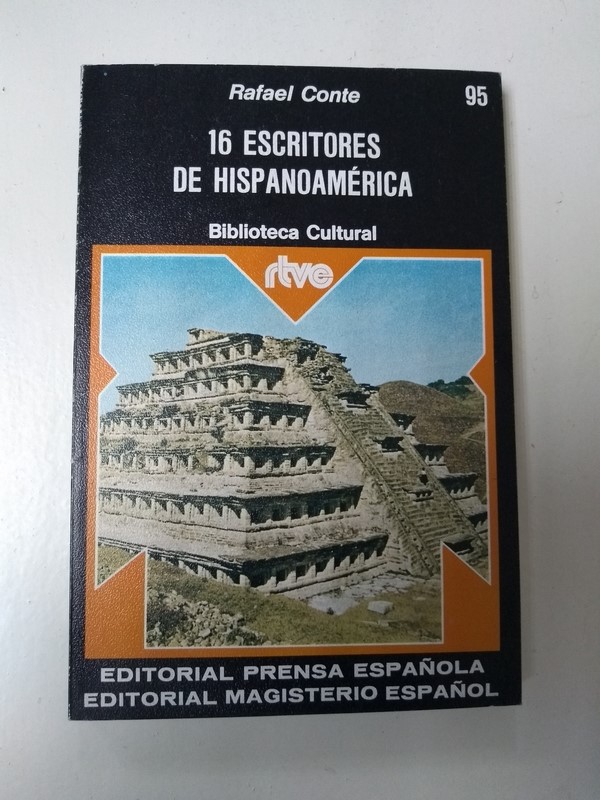 Rafael Conte 95
16 ESCRITORES
DE HISPANOAMÉRICA
Biblioteca Cultural
rtve
EDITORIAL PRENSA ESPAÑOLA
EDITORIAL MAGISTERIO ESPAÑOL